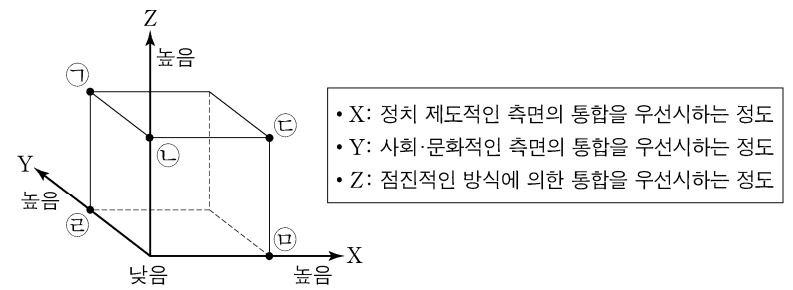 Z
높음
㉠
㉢
㉡
Y
높음
㉣
㉤
X
낮음
높음
• X: 정치 제도적인 측면의 통합을 우선시하는 정도
• Y: 사회·문화적인 측면의 통합을 우선시하는 정도
• Z: 점진적인 방식에 의한 통합을 우선시하는 정도